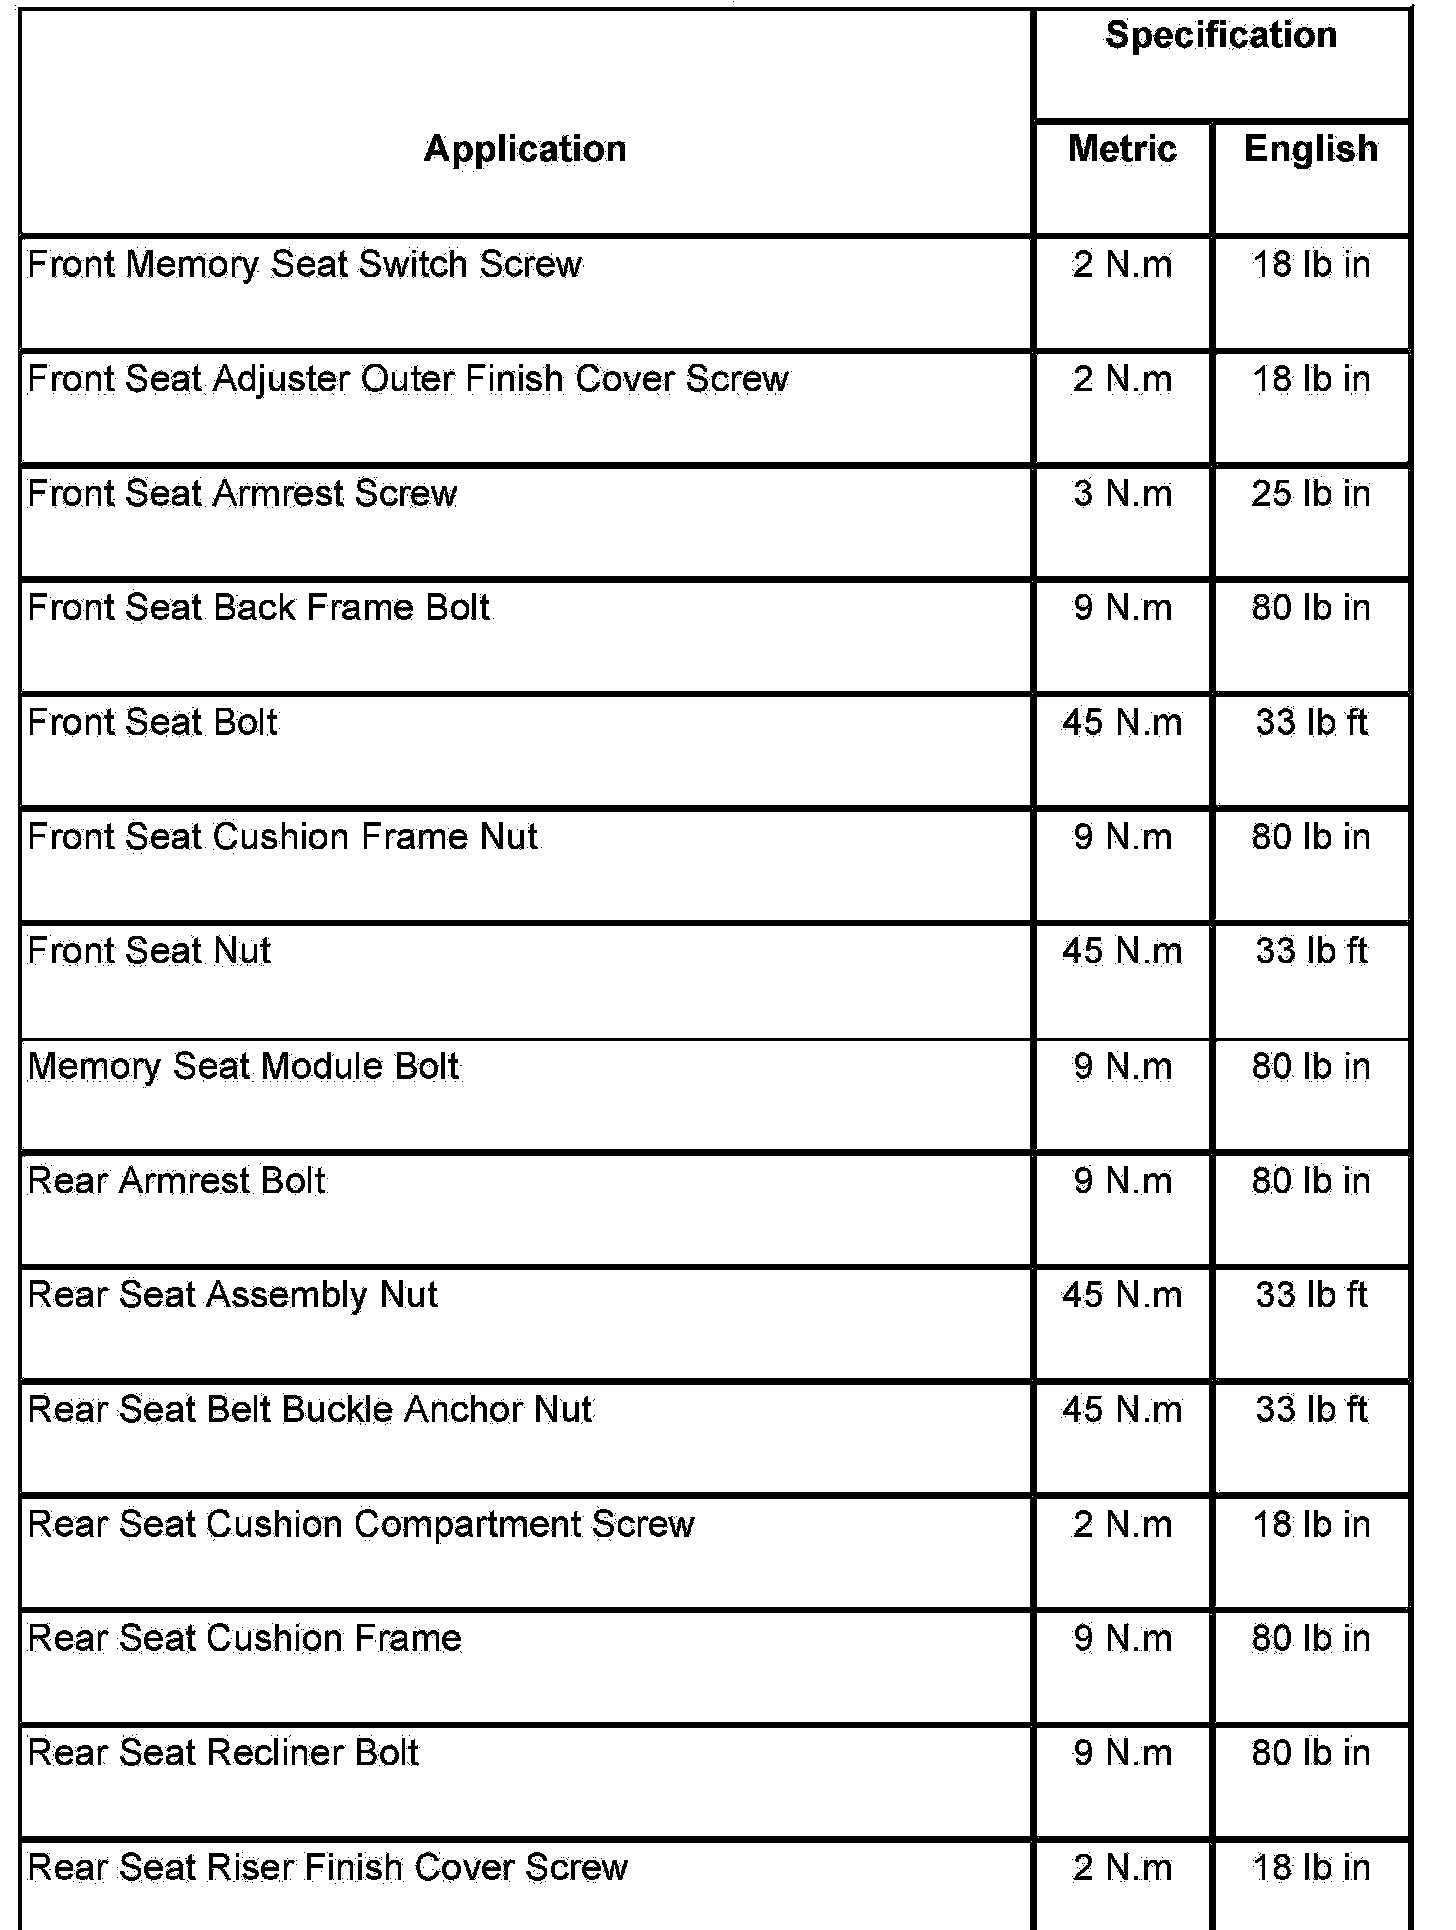 Specification
Application
Metric English
Front Memory Seat Switch Screw 2 N.m 18 lb in
Front Seat Adjuster Outer Finish Cover Screw 2 N.m 18 lb in
Front Seat Armrest Screw 3 N.m 25 lb in
Front Seat Back Frame Bolt 9 N.m 80 lb in
Front Seat Bolt 45 N.m 33 lb ft
Front Seat Cushion Frame Nut 9 N.m 80 lb in
Front Seat Nut 45 N.m 33 lb ft
Memory Seat Module Bolt 9 N.m 80 lb in
Rear Armrest Bolt 9 N.m 80 lb in
Rear Seat Assembly Nut 45 N.m 33 lb ft
Rear Seat Belt Buckle Anchor Nut 45 N.m 33 lb ft
Rear Seat Cushion Compartment Screw 2 N.m 18 lb in
Rear Seat Cushion Frame 9 N.m 80 lb in
Rear Seat Recliner Bolt 9 N.m 80 lb in
Rear Seat Riser Finish Cover Screw 2 N.m 18 lb in